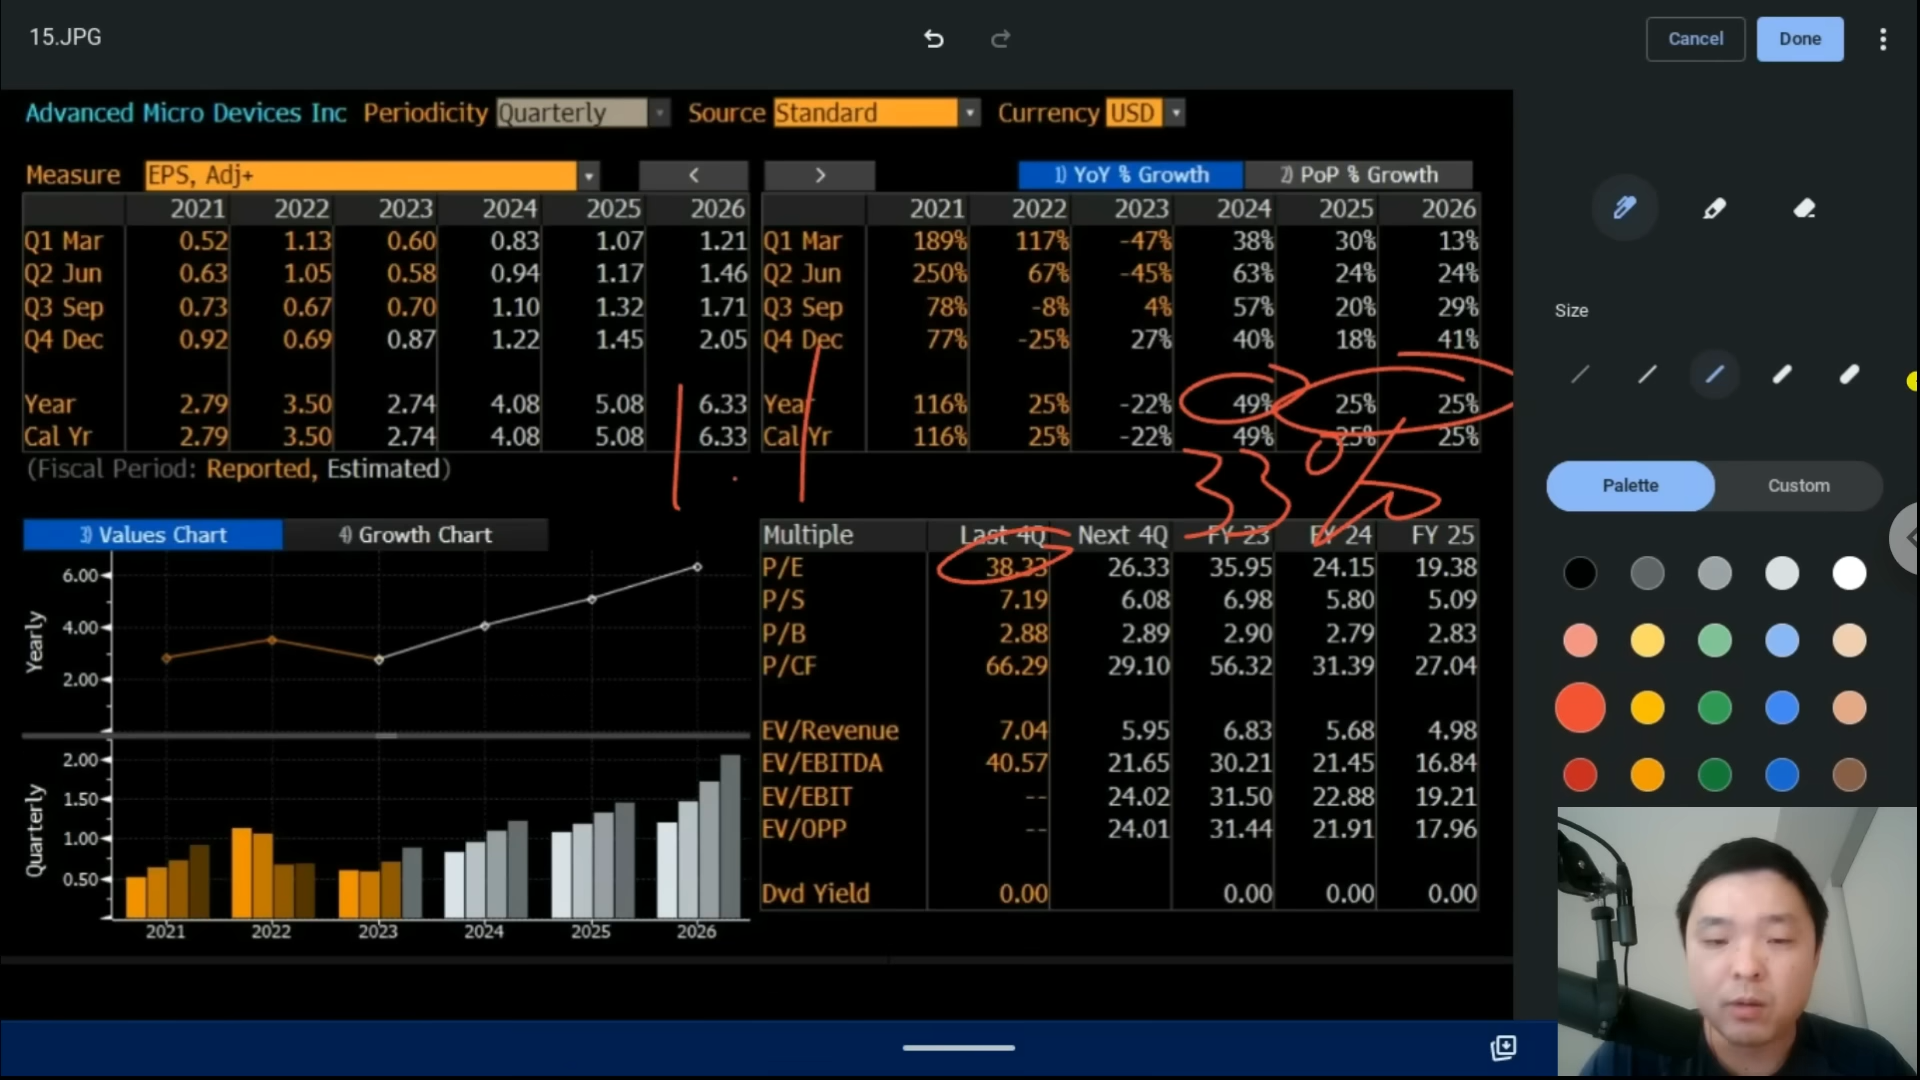 15.JPG
Cancel Done
Advanced Micro Devices Inc Periodicity Quarterly Source Standard Currency USD
Measure EPS, Adj+ < > 1) YoY % Growth 2) PoP % Growth
2021 2022 2023 2024 2025 2026 2021 2022 2023 2024 2025 2026
Q1 Mar 0.52 1.13 0.60 0.83 1.07 1.21 Q1 Mar 189% 117% -47% 38% 30% 13%
Q2 Jun 0.63 1.05 0.58 0.94 1.17 1.46 Q2 Jun 250% 67% -45% 63% 24% 24%
Q3 Sep 0.73 0.67 0.70 1.10 1.32 1.71 Q3 Sep 78% -8% 4% 57% 20% 29%
Q4 Dec 0.92 0.69 0.87 1.22 1.45 2.05 Q4 Dec 77% -25% 27% 40% 18% 41%
Year 2.79 3.50 2.74 4.08 5.08 6.33 Year 116% 25% -22% 49% 25% 25%
Cal Yr 2.79 3.50 2.74 4.08 5.08 6.33 Cal Yr 116% 25% -22% 49% 25% 25%
(Fiscal Period: Reported, Estimated)
1.1
33%
3) Values Chart 4) Growth Chart
Yearly
6.00
4.00
2.00
Quarterly
2.00
1.50
1.00
0.50
2021 2022 2023 2024 2025 2026
Multiple Last 4Q Next 4Q FY 23 FY 24 FY 25
P/E 38.33 26.33 35.95 24.15 19.38
P/S 7.19 6.08 6.98 5.80 5.09
P/B 2.88 2.89 2.90 2.79 2.83
P/CF 66.29 29.10 56.32 31.39 27.04
EV/Revenue 7.04 5.95 6.83 5.68 4.98
EV/EBITDA 40.57 21.65 30.21 21.45 16.84
EV/EBIT -- 24.02 31.50 22.88 19.21
EV/OPP -- 24.01 31.44 21.91 17.96
Dvd Yield 0.00 0.00 0.00 0.00
Size
Palette Custom